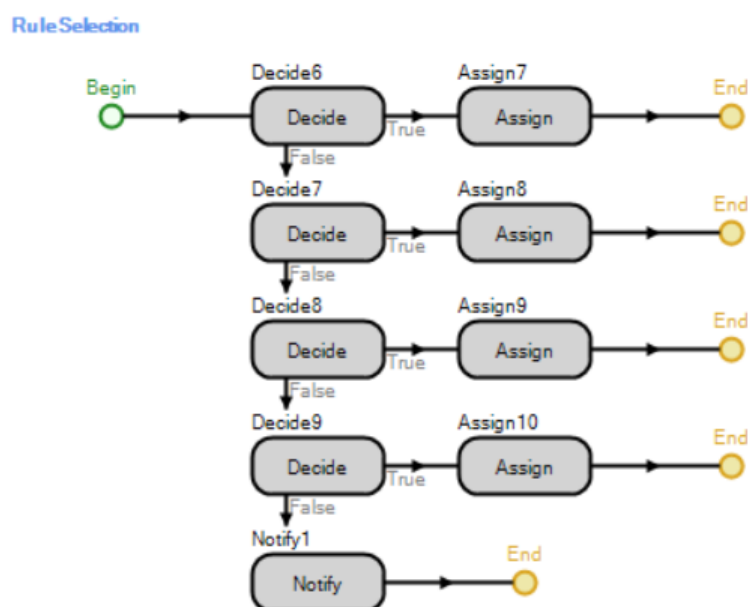 RuleSelection
Decide6 Assign7
Begin End
Decide Assign
True
False
Decide7 Assign8 End
Decide Assign
True
False
Decide8 Assign9 End
Decide Assign
True
False
Decide9 Assign10 End
Decide Assign
True
False
Notify1 End
Notify